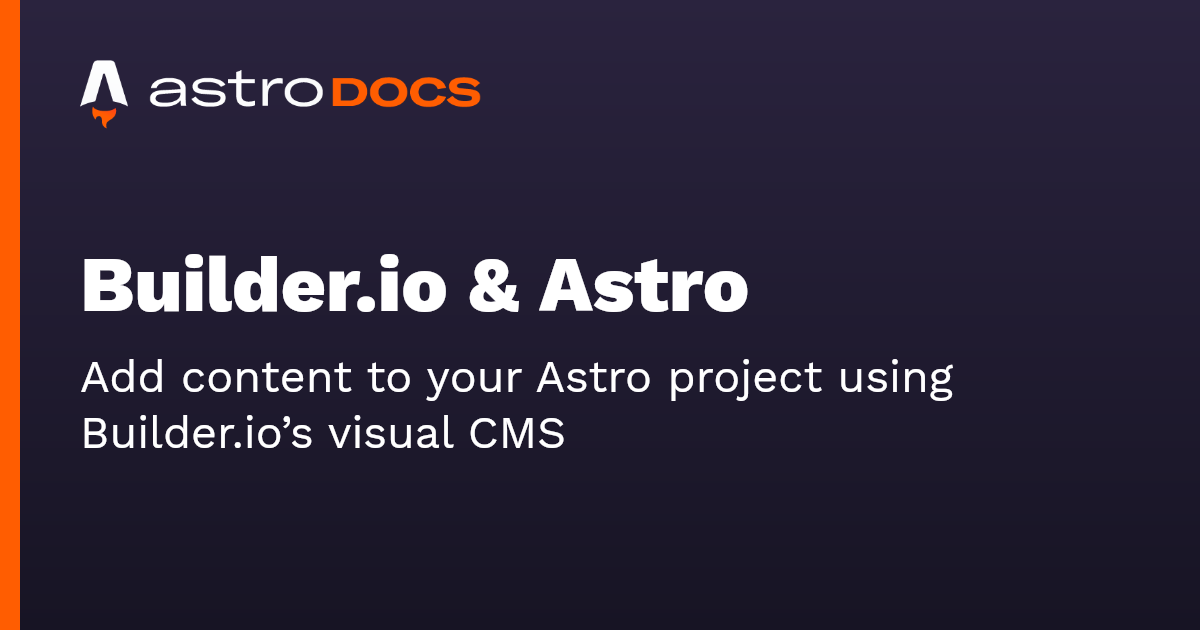 astro DOCS
Builder.io & Astro
Add content to your Astro project using
Builder.io’s visual CMS